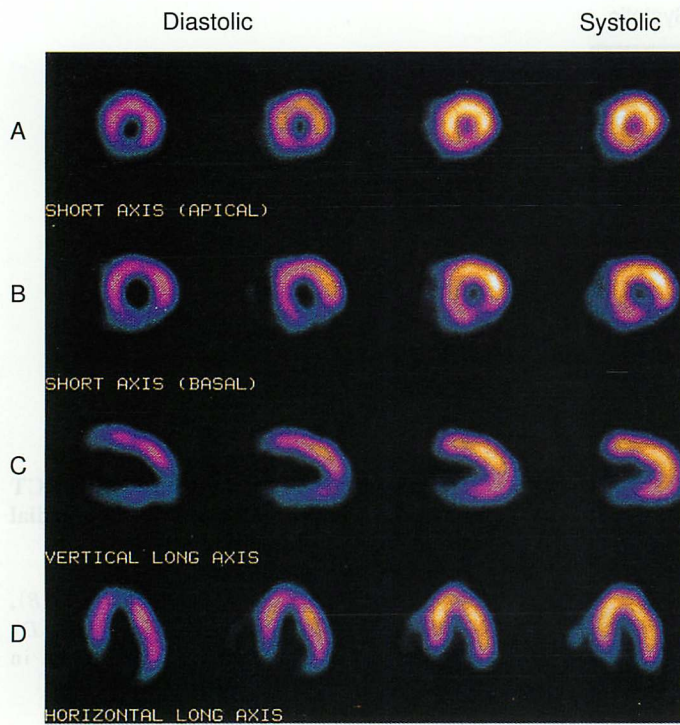 Diastolic Systolic
A
SHORT AXIS (APICAL)
B
SHORT AXIS (BASAL)
C
VERTICAL LONG AXIS
D
HORIZONTAL LONG AXIS